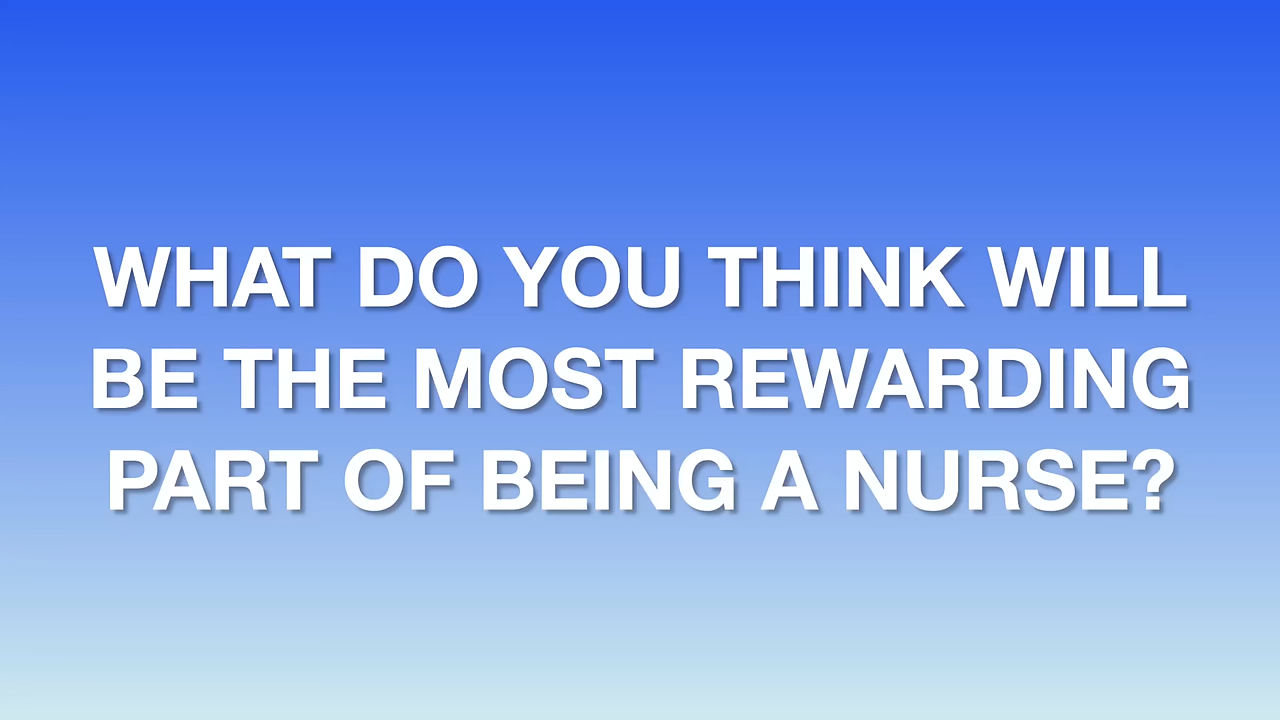 WHAT DO YOU THINK WILL
BE THE MOST REWARDING
PART OF BEING A NURSE?